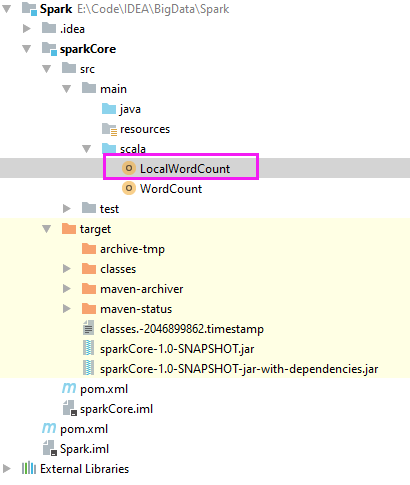 Spark E:\Code\IDEA\BigData\Spark
.idea
sparkCore
src
main
java
resources
scala
LocalWordCount
WordCount
test
target
archive-tmp
classes
maven-archiver
maven-status
classes.-2046899862.timestamp
sparkCore-1.0-SNAPSHOT.jar
sparkCore-1.0-SNAPSHOT-jar-with-dependencies.jar
pom.xml
sparkCore.iml
pom.xml
Spark.iml
External Libraries